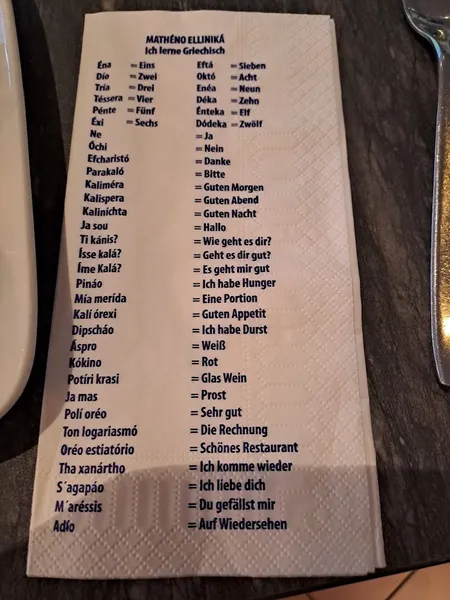 MATHÉNO ELLINIKÁ
Ich lerne Griechisch
Éna = Eins Eftá = Sieben
Dío = Zwei Októ = Acht
Tría = Drei Enéa = Neun
Téssera = Vier Déka = Zehn
Pénte = Fünf Énteka = Elf
Éxi = Sechs Dódeka = Zwölf
Ne = Ja
Óchi = Nein
Efcharistó = Danke
Parakaló = Bitte
Kaliméra = Guten Morgen
Kalispera = Guten Abend
Kaliníchta = Guten Nacht
Ja sou = Hallo
Ti kánis? = Wie geht es dir?
Ísse kalá? = Geht es dir gut?
Íme Kalá? = Es geht mir gut
Pináo = Ich habe Hunger
Mía merída = Eine Portion
Kalí órexi = Guten Appetit
Dipscháo = Ich habe Durst
Áspro = Weiß
Kókino = Rot
Potíri krasi = Glas Wein
Ja mas = Prost
Polí oréo = Sehr gut
Ton logariasmó = Die Rechnung
Oréo estiatório = Schönes Restaurant
Tha xanártho = Ich komme wieder
S´agapáo = Ich liebe dich
M´aréssis = Du gefällst mir
Adío = Auf Wiedersehen